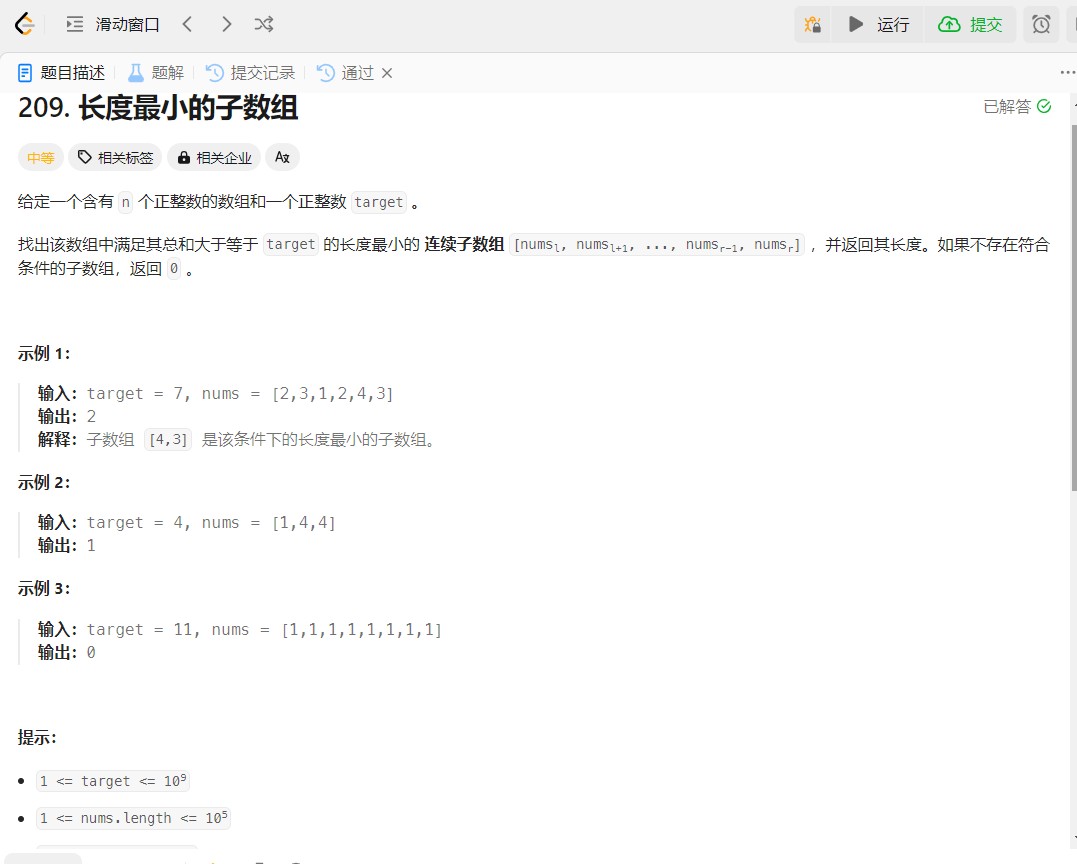 滑动窗口 运行 提交
题目描述 题解 提交记录 通过
209. 长度最小的子数组 已解答
中等 相关标签 相关企业 Az
给定一个含有 n 个正整数的数组和一个正整数 target 。
找出该数组中满足其总和大于等于 target 的长度最小的 连续子数组 [numsl, numsl+1, ..., numsr-1, numsr] ，并返回其长度。如果不存在符合
条件的子数组，返回 0 。
示例 1：
输入：target = 7, nums = [2,3,1,2,4,3]
输出：2
解释：子数组 [4,3] 是该条件下的长度最小的子数组。
示例 2：
输入：target = 4, nums = [1,4,4]
输出：1
示例 3：
输入：target = 11, nums = [1,1,1,1,1,1,1,1]
输出：0
提示：
1 <= target <= 10⁹
1 <= nums.length <= 10⁵